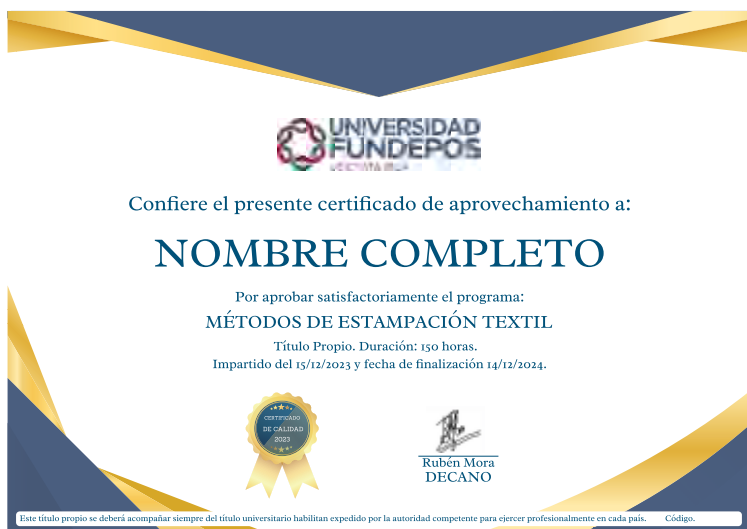 UNIVERSIDAD
FUNDEPOS
Confiere el presente certificado de aprovechamiento a:
NOMBRE COMPLETO
Por aprobar satisfactoriamente el programa:
MÉTODOS DE ESTAMPACIÓN TEXTIL
Título Propio. Duración: 150 horas.
Impartido del 15/12/2023 y fecha de finalización 14/12/2024.
CERTIFICADO
DE CALIDAD
2023
Rubén Mora
DECANO
Este título propio se deberá acompañar siempre del título universitario habilitan expedido por la autoridad competente para ejercer profesionalmente en cada país. Código.